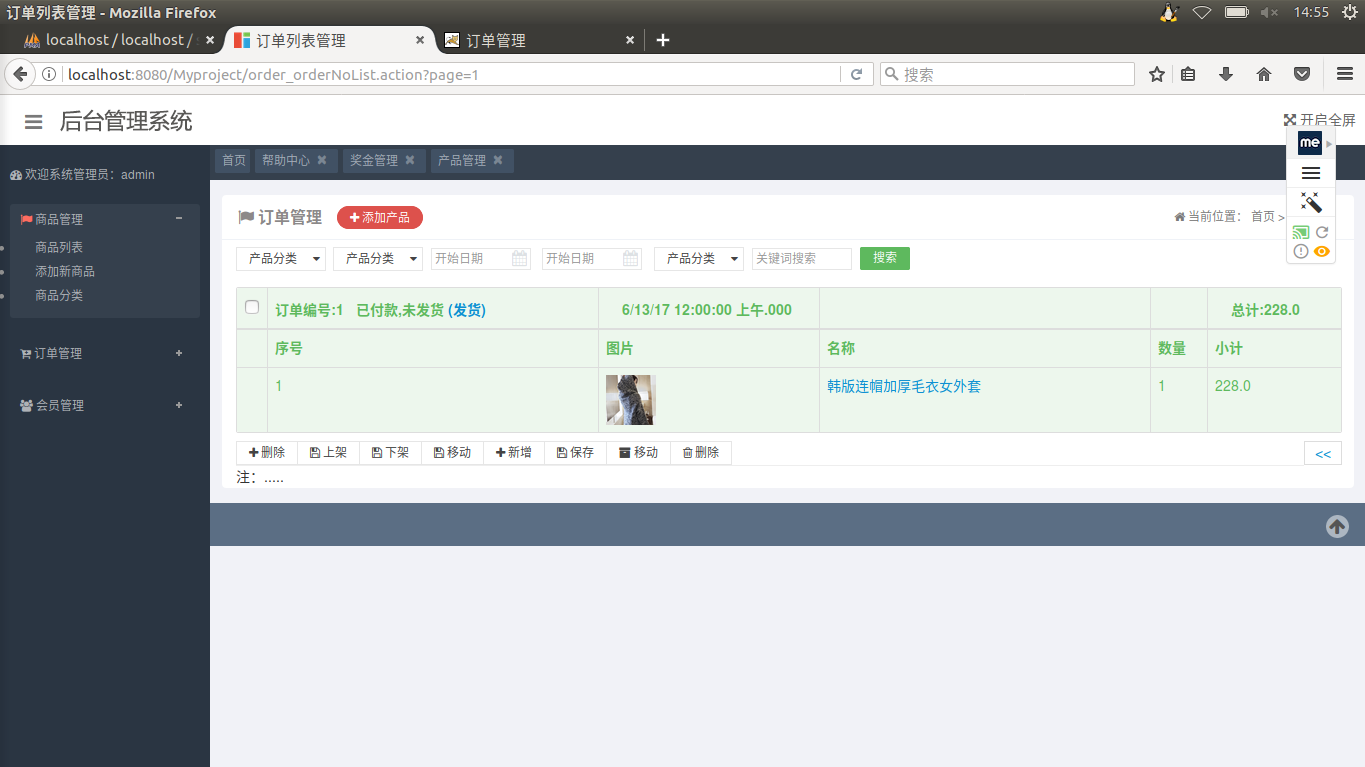 订单列表管理 - Mozilla Firefox
14:55
localhost / localhost /
订单列表管理
订单管理
localhost:8080/Myproject/order_orderNoList.action?page=1
搜索
后台管理系统
开启全屏
me
欢迎系统管理员：admin
首页
帮助中心
奖金管理
产品管理
商品管理
商品列表
添加新商品
商品分类
订单管理
会员管理
订单管理
添加产品
当前位置： 首页 >
产品分类
产品分类
开始日期
开始日期
产品分类
关键词搜索
搜索
订单编号:1 已付款,未发货 (发货)
6/13/17 12:00:00 上午.000
总计:228.0
序号 图片 名称 数量 小计
1 韩版连帽加厚毛衣女外套 1 228.0
删除 上架 下架 移动 新增 保存 移动 删除
<<
注：.....